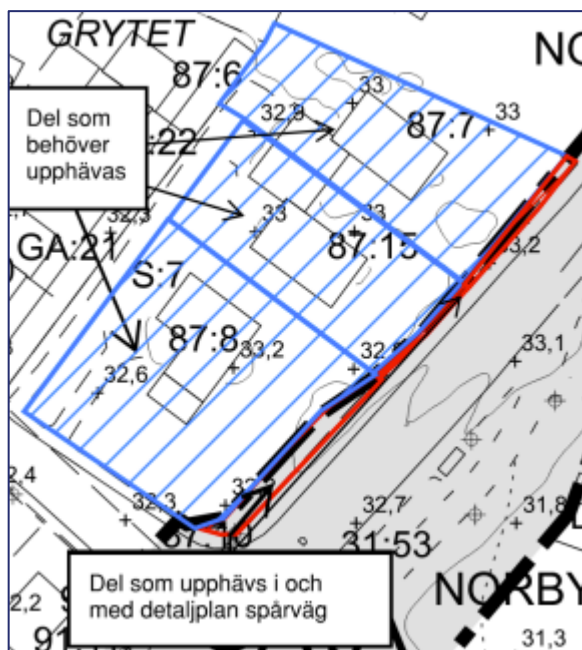 GRYTET
NO
87:6
33
Del som
behöver
upphävas
32,9
87:7
33
:22
32,3
33
33
33,2
GA:21
87:15
S:7
87:8
33,2
32
33,1
32,6
2,4
32,3
32,7
31,8
31:53
Del som upphävs i och
med detaljplan spårväg
NORBY
2,2
31,3